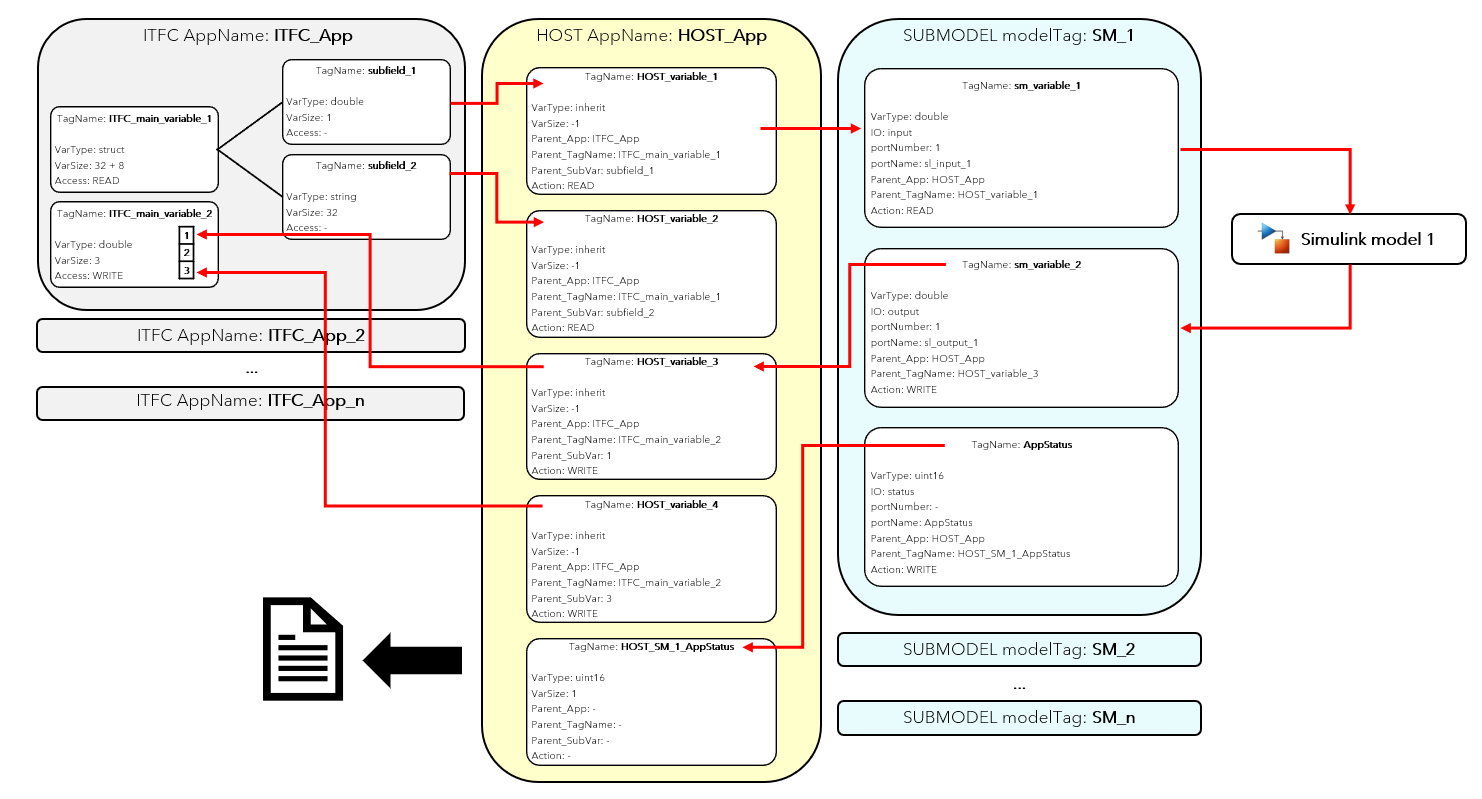 ITFC AppName: ITFC_App
TagName: subfield_1
VarType: double
VarSize: 1
Access: -
TagName: ITFC_main_variable_1
VarType: struct
VarSize: 32 + 8
Access: READ
TagName: subfield_2
VarType: string
VarSize: 32
Access: -
TagName: ITFC_main_variable_2
VarType: double
VarSize: 3
Access: WRITE
1
2
3
ITFC AppName: ITFC_App_2
...
ITFC AppName: ITFC_App_n
HOST AppName: HOST_App
TagName: HOST_variable_1
VarType: inherit
VarSize: -1
Parent_App: ITFC_App
Parent_TagName: ITFC_main_variable_1
Parent_SubVar: subfield_1
Action: READ
TagName: HOST_variable_2
VarType: inherit
VarSize: -1
Parent_App: ITFC_App
Parent_TagName: ITFC_main_variable_1
Parent_SubVar: subfield_2
Action: READ
TagName: HOST_variable_3
VarType: inherit
VarSize: -1
Parent_App: ITFC_App
Parent_TagName: ITFC_main_variable_2
Parent_SubVar: 1
Action: WRITE
TagName: HOST_variable_4
VarType: inherit
VarSize: -1
Parent_App: ITFC_App
Parent_TagName: ITFC_main_variable_2
Parent_SubVar: 3
Action: WRITE
TagName: HOST_SM_1_AppStatus
VarType: uint16
VarSize: 1
Parent_App: -
Parent_TagName: -
Parent_SubVar: -
Action: -
SUBMODEL modelTag: SM_1
TagName: sm_variable_1
VarType: double
IO: input
portNumber: 1
portName: sl_input_1
Parent_App: HOST_App
Parent_TagName: HOST_variable_1
Action: READ
TagName: sm_variable_2
VarType: double
IO: output
portNumber: 1
portName: sl_output_1
Parent_App: HOST_App
Parent_TagName: HOST_variable_3
Action: WRITE
TagName: AppStatus
VarType: uint16
IO: status
portNumber: -
portName: AppStatus
Parent_App: HOST_App
Parent_TagName: HOST_SM_1_AppStatus
Action: WRITE
SUBMODEL modelTag: SM_2
...
SUBMODEL modelTag: SM_n
Simulink model 1